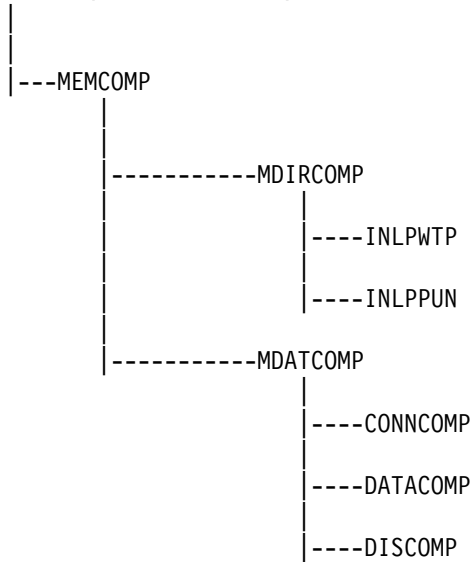 MEMCOMP
MDIRCOMP
INLPWTP
INLPPUN
MDATCOMP
CONNCOMP
DATACOMP
DISCOMP